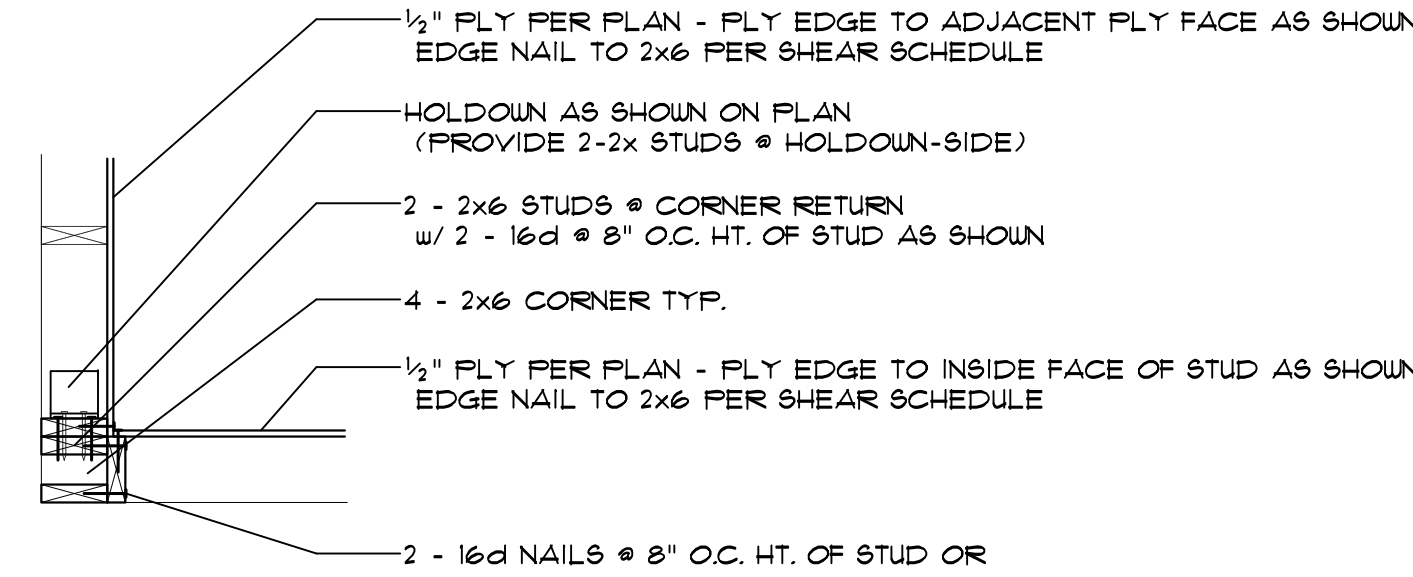 ½" PLY PER PLAN - PLY EDGE TO ADJACENT PLY FACE AS SHOWN
EDGE NAIL TO 2x6 PER SHEAR SCHEDULE
HOLDOWN AS SHOWN ON PLAN
(PROVIDE 2-2x STUDS @ HOLDOWN-SIDE)
2 - 2x6 STUDS @ CORNER RETURN
w/ 2 - 16d @ 8" O.C. HT. OF STUD AS SHOWN
4 - 2x6 CORNER TYP.
½" PLY PER PLAN - PLY EDGE TO INSIDE FACE OF STUD AS SHOWN
EDGE NAIL TO 2x6 PER SHEAR SCHEDULE
2 - 16d NAILS @ 8" O.C. HT. OF STUD OR